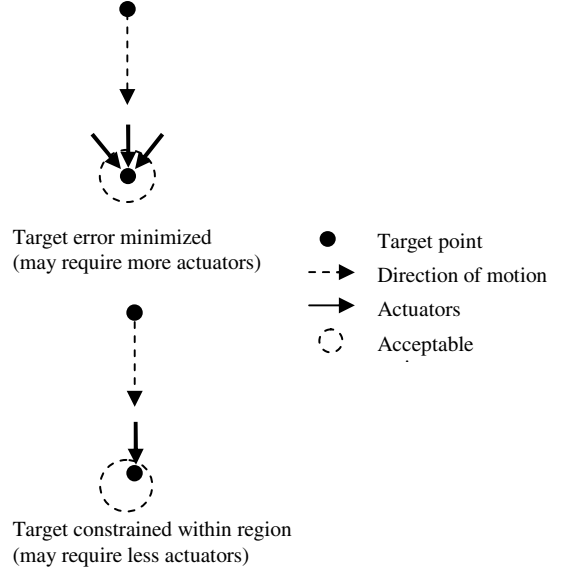 Target error minimized
(may require more actuators)
Target point
Direction of motion
Actuators
Acceptable
Target constrained within region
(may require less actuators)